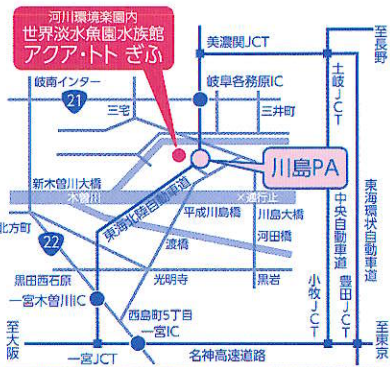 河川環境楽園内
世界淡水魚園水族館
アクア・トト ぎふ
美濃関JCT
至長野
岐南インター
岐阜各務原IC
土岐JCT
21
三宅
三井町
川島PA
新木曽川大橋
木曽川
×通行止
東海北陸自動車道
平成川島橋
川島大橋
中央自動車道
東海環状自動車道
北方町
22
渡橋
河田橋
黒田西石原
光明寺
黒岩
一宮木曽川IC
西島町5丁目
小牧JCT
豊田JCT
至大阪
一宮IC
至東京
一宮JCT
名神高速道路